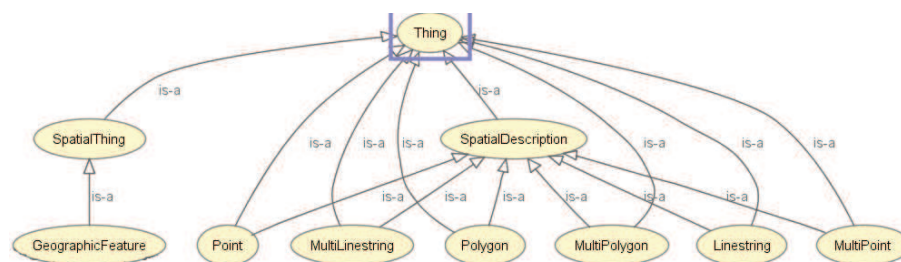 Thing
is-a
is-a
SpatialThing
SpatialDescription
is-a
is-a
is-a
is-a
is-a
is-a
is-a
is-a
is-a
is-a
is-a
is-a
is-a
GeographicFeature
Point
MultiLinestring
Polygon
MultiPolygon
Linestring
MultiPoint